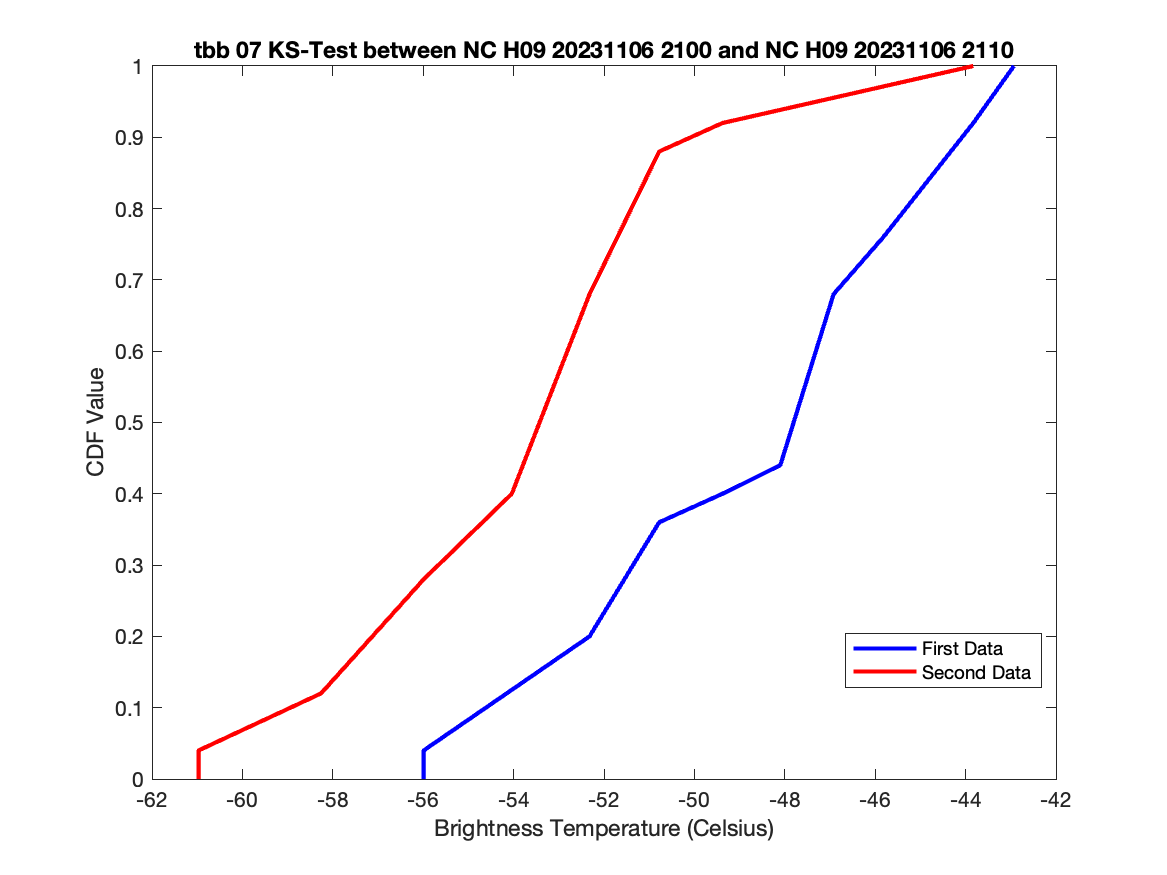 tbb 07 KS-Test between NC H09 20231106 2100 and NC H09 20231106 2110
1
0.9
0.8
0.7
0.6
0.5
0.4
0.3
0.2
0.1
0
CDF Value
First Data
Second Data
-62 -60 -58 -56 -54 -52 -50 -48 -46 -44 -42
Brightness Temperature (Celsius)